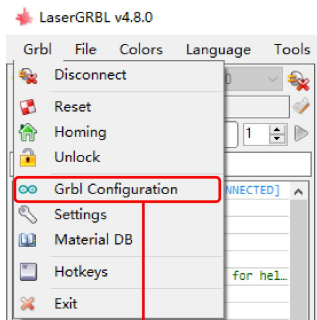 LaserGRBL v4.8.0
Grbl File Colors Language Tools
Disconnect
Reset
Homing
1
Unlock
Grbl Configuration
NNECTED]
Settings
Material DB
Hotkeys
for hel…
Exit